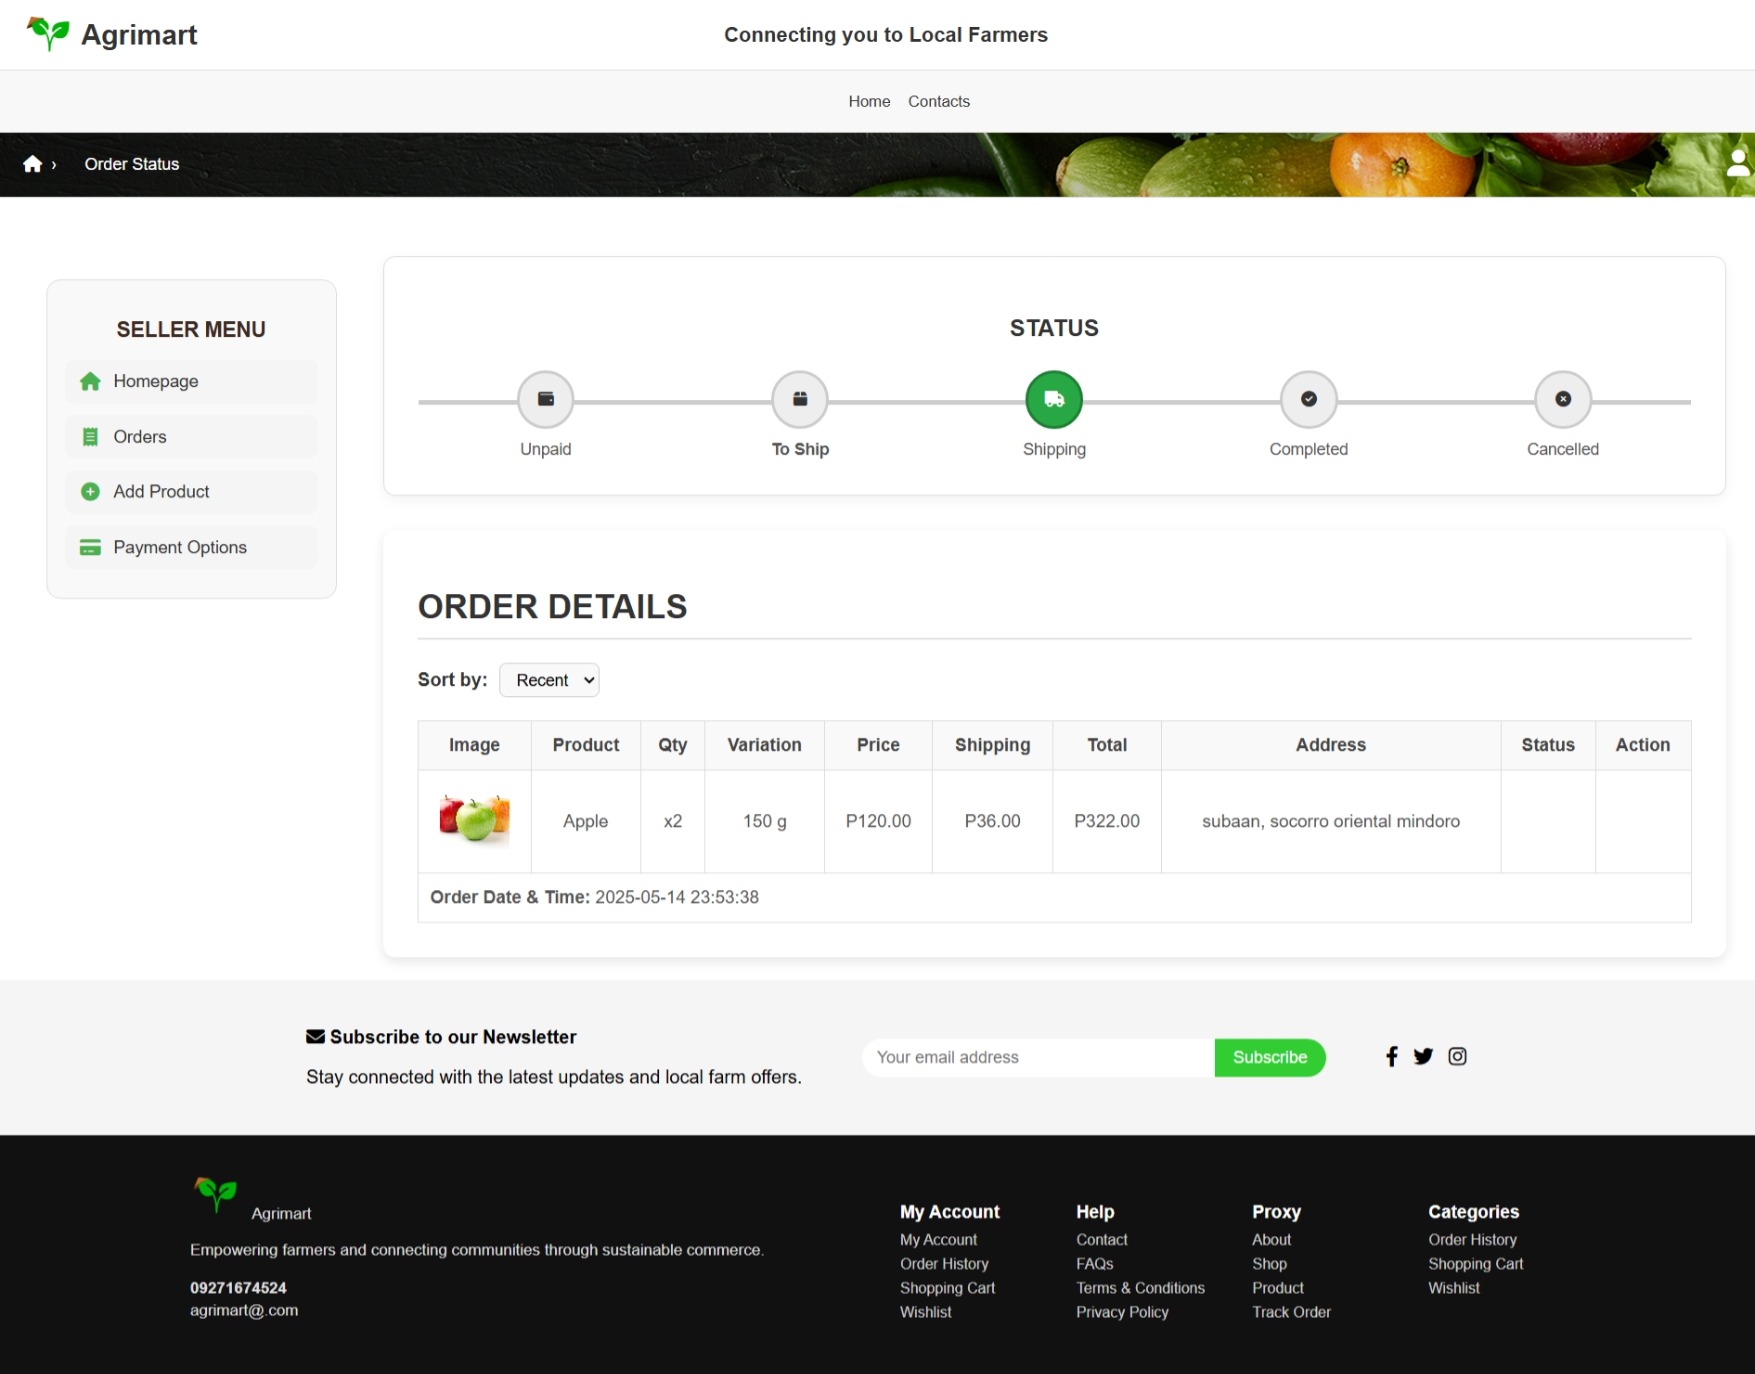 Agrimart
Connecting you to Local Farmers
Home Contacts
› Order Status
SELLER MENU
Homepage
Orders
Add Product
Payment Options
STATUS
Unpaid To Ship Shipping Completed Cancelled
ORDER DETAILS
Sort by: Recent
Image Product Qty Variation Price Shipping Total Address Status Action
Apple x2 150 g P120.00 P36.00 P322.00 subaan, socorro oriental mindoro
Order Date & Time: 2025-05-14 23:53:38
Subscribe to our Newsletter
Stay connected with the latest updates and local farm offers.
Your email address Subscribe
Agrimart
Empowering farmers and connecting communities through sustainable commerce.
09271674524
agrimart@.com
My Account
My Account
Order History
Shopping Cart
Wishlist
Help
Contact
FAQs
Terms & Conditions
Privacy Policy
Proxy
About
Shop
Product
Track Order
Categories
Order History
Shopping Cart
Wishlist